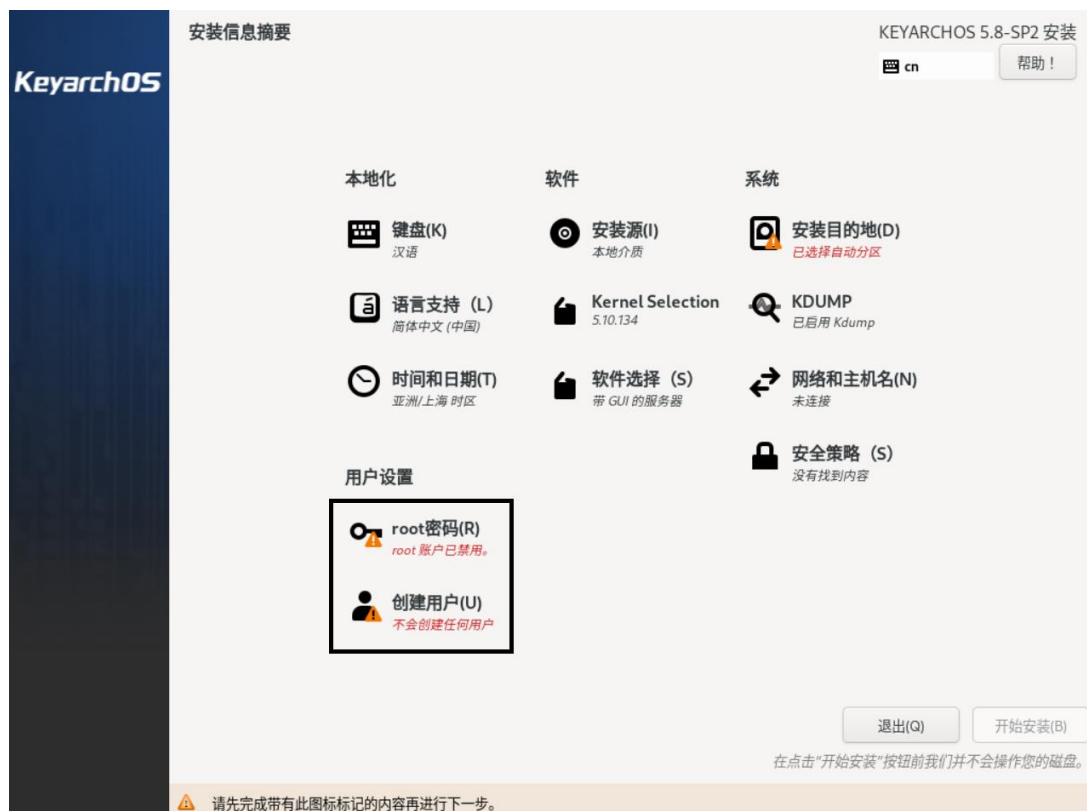 安装信息摘要
KEYARCHOS 5.8-SP2 安装
cn
帮助！
KeyarchOS
本地化
键盘(K)
汉语
语言支持（L）
简体中文 (中国)
时间和日期(T)
亚洲/上海 时区
软件
安装源(I)
本地介质
Kernel Selection
5.10.134
软件选择（S）
带 GUI 的服务器
系统
安装目的地(D)
已选择自动分区
KDUMP
已启用 Kdump
网络和主机名(N)
未连接
安全策略（S）
没有找到内容
用户设置
root密码(R)
root 账户已禁用。
创建用户(U)
不会创建任何用户
退出(Q)
开始安装(B)
在点击"开始安装"按钮前我们并不会操作您的磁盘。
请先完成带有此图标标记的内容再进行下一步。